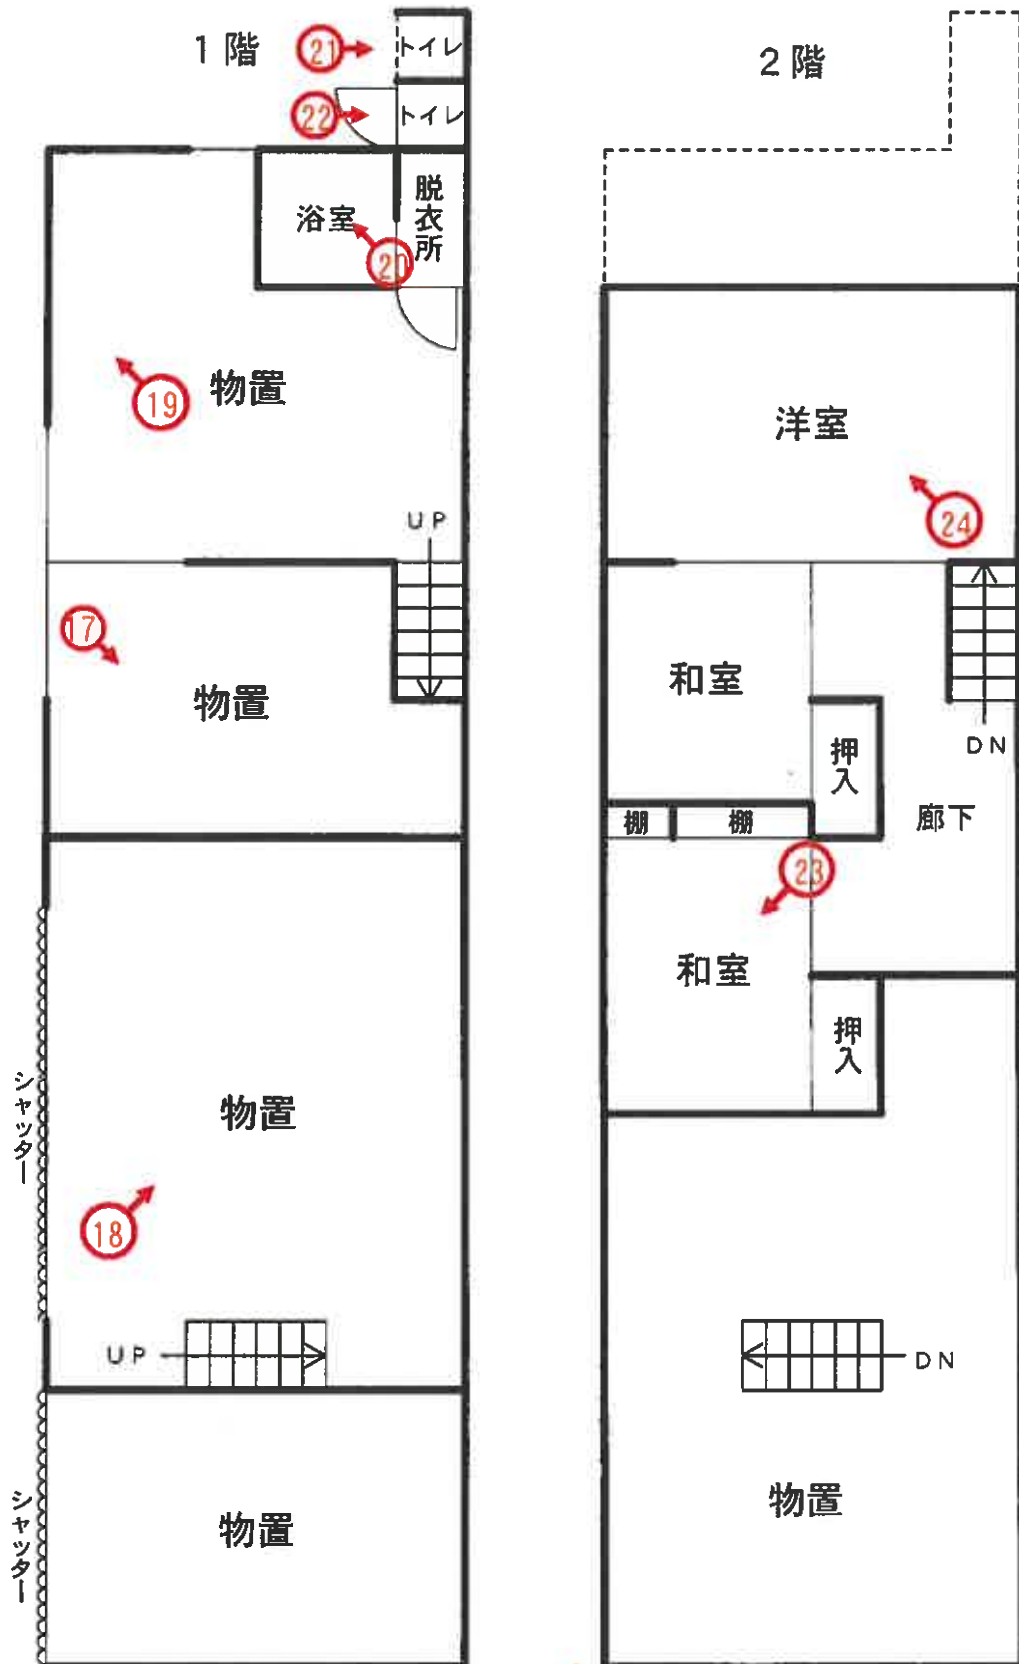 1階
21
トイレ
22
トイレ
浴室
脱衣所
20
19
物置
UP
17
物置
シャッター
物置
18
UP
シャッター
物置
2階
洋室
24
和室
押入
DN
棚
棚
廊下
23
和室
押入
DN
物置